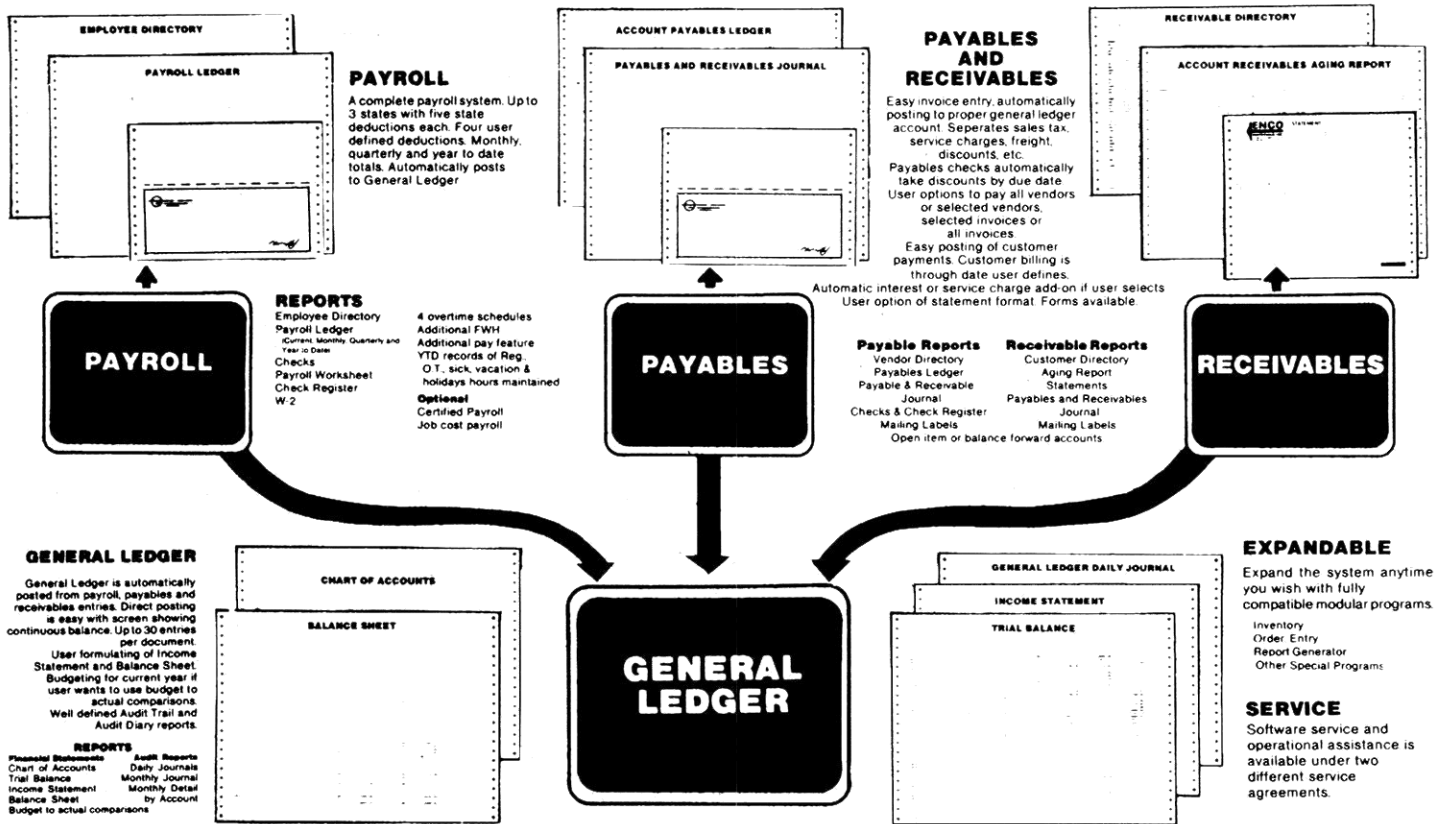 EMPLOYEE DIRECTORY
PAYROLL LEDGER
PAYROLL
A complete payroll system. Up to
3 states with five state
deductions each. Four user
defined deductions. Monthly,
quarterly and year to date
totals. Automatically posts
to General Ledger
ACCOUNT PAYABLES LEDGER
PAYABLES AND RECEIVABLES JOURNAL
PAYABLES
AND
RECEIVABLES
Easy invoice entry, automatically
posting to proper general ledger
account. Seperates sales tax,
service charges, freight,
discounts, etc.
Payables checks automatically
take discounts by due date
User options to pay all vendors
or selected vendors,
selected invoices or
all invoices.
Easy posting of customer
payments. Customer billing is
through date user defines.
Automatic interest or service charge add-on if user selects
User option of statement format. Forms available.
RECEIVABLE DIRECTORY
ACCOUNT RECEIVABLES AGING REPORT
JENCO
STATEMENT
PAYROLL
REPORTS
Employee Directory
Payroll Ledger
(Current, Monthly, Quarterly and
Year to Date)
Checks
Payroll Worksheet
Check Register
W-2
4 overtime schedules
Additional FWH
Additional pay feature
YTD records of Reg.,
O.T., sick, vacation &
holidays hours maintained
Optional
Certified Payroll
Job cost payroll
PAYABLES
Payable Reports
Vendor Directory
Payables Ledger
Payable & Receivable
Journal
Checks & Check Register
Mailing Labels
Receivable Reports
Customer Directory
Aging Report
Statements
Payables and Receivables
Journal
Mailing Labels
Open item or balance forward accounts
RECEIVABLES
GENERAL LEDGER
General Ledger is automatically
posted from payroll, payables and
receivables entries. Direct posting
is easy with screen showing
continuous balance. Up to 30 entries
per document.
User formulating of Income
Statement and Balance Sheet.
Budgeting for current year if
user wants to use budget to
actual comparisons.
Well defined Audit Trail and
Audit Diary reports.
REPORTS
Financial Statements
Chart of Accounts
Trial Balance
Income Statement
Balance Sheet
Budget to actual comparisons
Audit Reports
Daily Journals
Monthly Journal
Monthly Detail
by Account
CHART OF ACCOUNTS
BALANCE SHEET
GENERAL
LEDGER
GENERAL LEDGER DAILY JOURNAL
INCOME STATEMENT
TRIAL BALANCE
EXPANDABLE
Expand the system anytime
you wish with fully
compatible modular programs.
Inventory
Order Entry
Report Generator
Other Special Programs
SERVICE
Software service and
operational assistance is
available under two
different service
agreements.